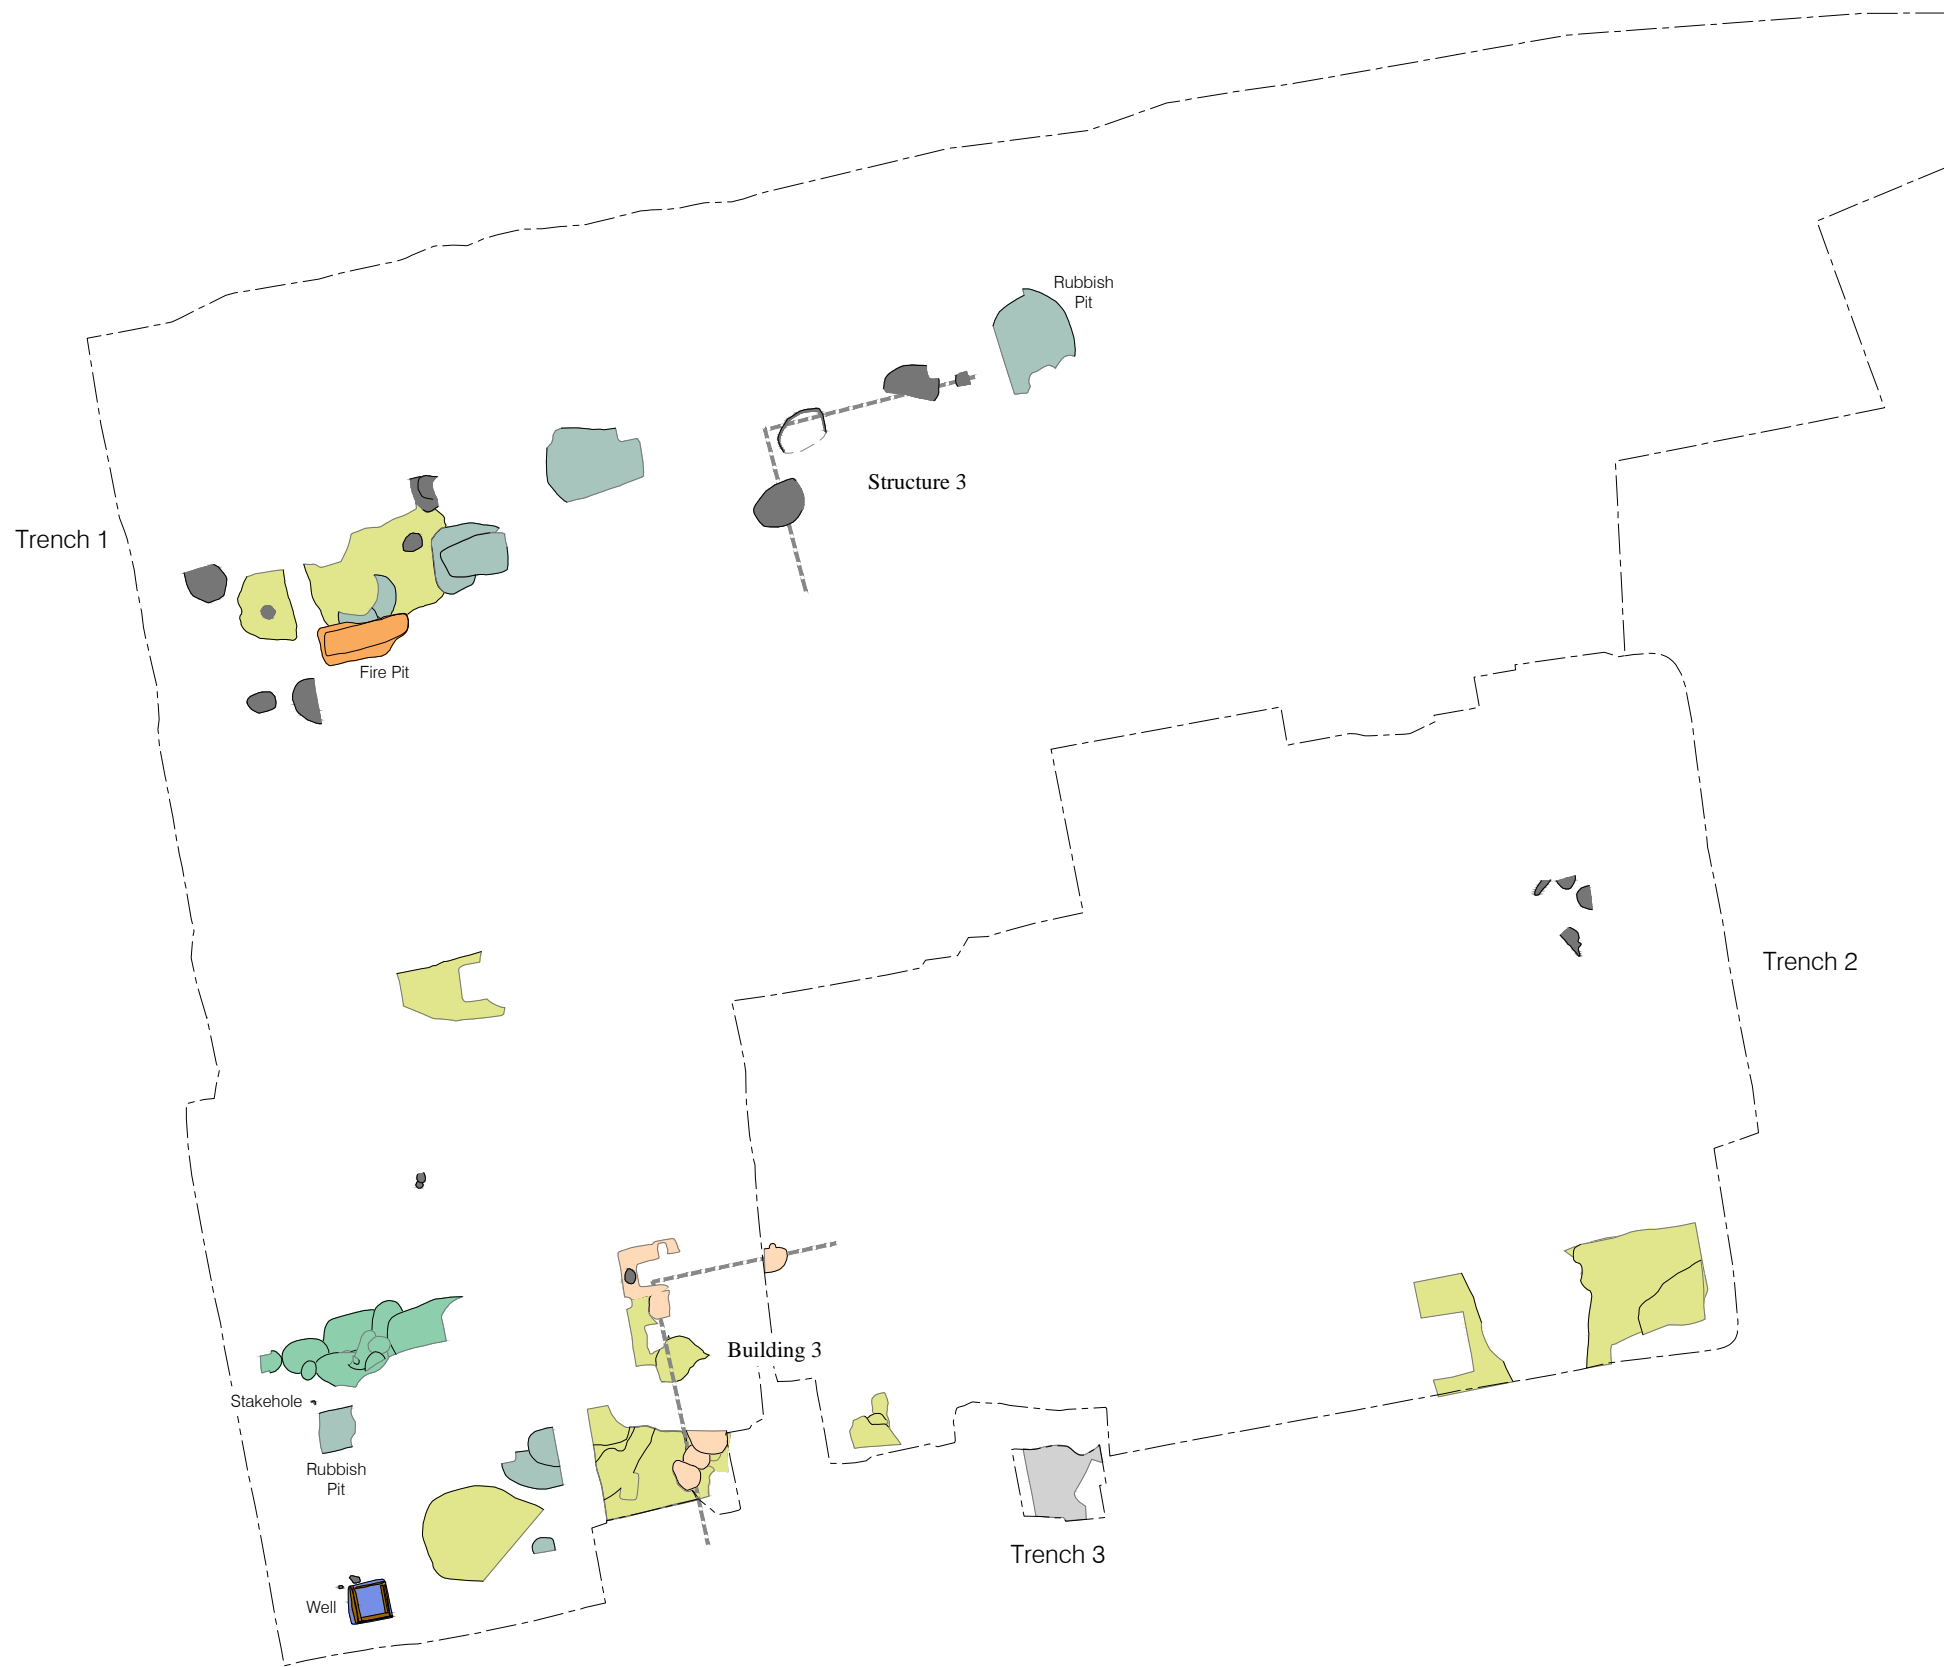 Rubbish
Pit
Structure 3
Trench 1
Fire Pit
Trench 2
Building 3
Stakehole
Rubbish
Pit
Trench 3
Well